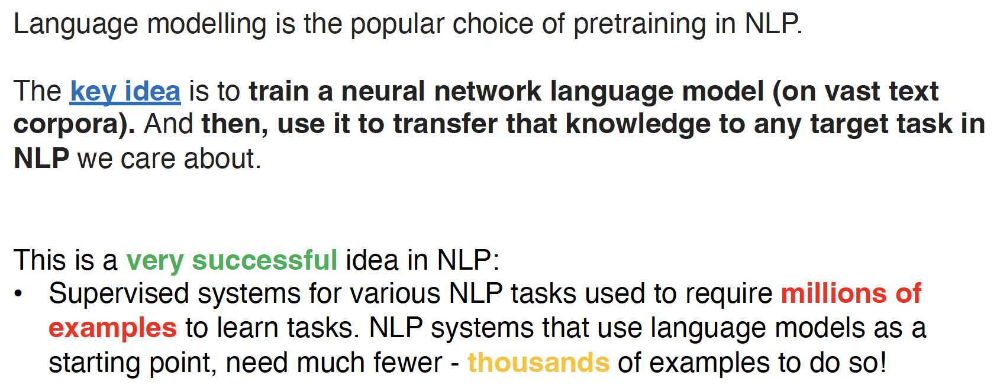 Language modelling is the popular choice of pretraining in NLP.
The key idea is to train a neural network language model (on vast text
corpora). And then, use it to transfer that knowledge to any target task in
NLP we care about.
This is a very successful idea in NLP:
• Supervised systems for various NLP tasks used to require millions of
examples to learn tasks. NLP systems that use language models as a
starting point, need much fewer - thousands of examples to do so!